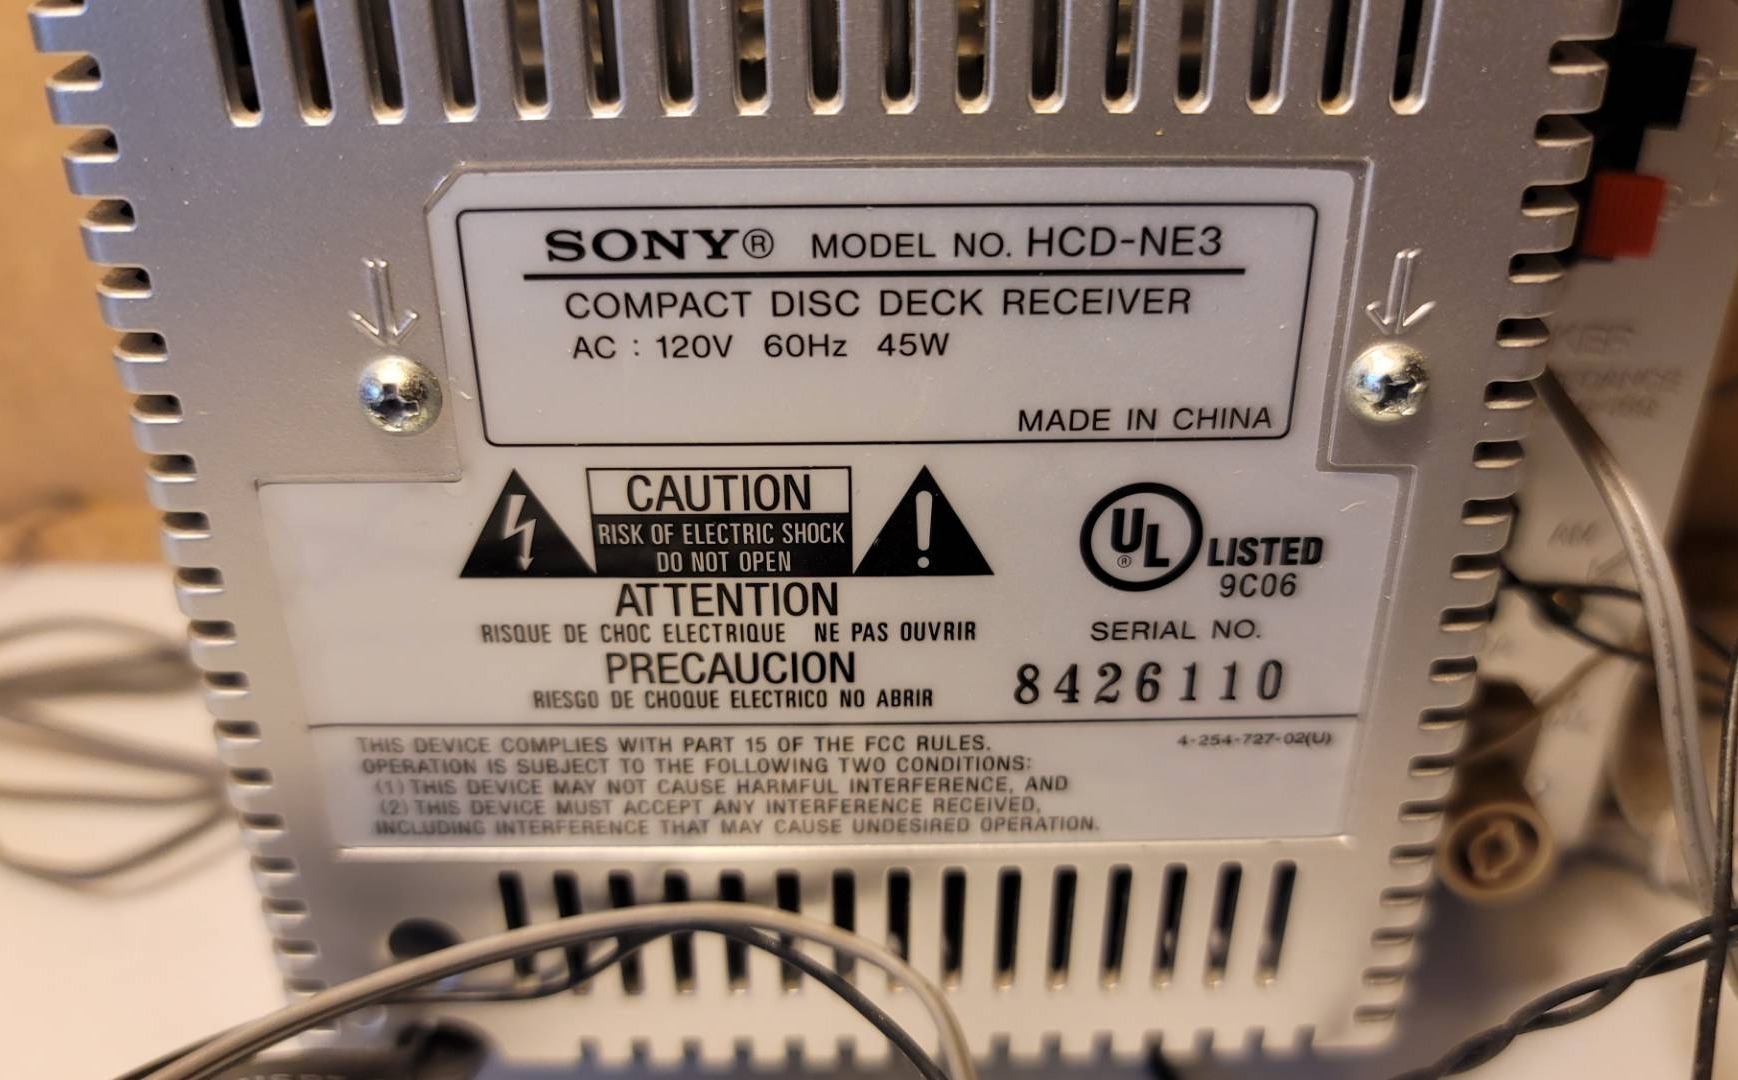 SONY® MODEL NO. HCD-NE3
COMPACT DISC DECK RECEIVER
AC : 120V 60Hz 45W
MADE IN CHINA
CAUTION
RISK OF ELECTRIC SHOCK
DO NOT OPEN
ATTENTION
RISQUE DE CHOC ELECTRIQUE NE PAS OUVRIR
PRECAUCION
RIESGO DE CHOQUE ELECTRICO NO ABRIR
UL® LISTED
9C06
SERIAL NO.
8426110
THIS DEVICE COMPLIES WITH PART 15 OF THE FCC RULES.
OPERATION IS SUBJECT TO THE FOLLOWING TWO CONDITIONS:
(1) THIS DEVICE MAY NOT CAUSE HARMFUL INTERFERENCE, AND
(2) THIS DEVICE MUST ACCEPT ANY INTERFERENCE RECEIVED,
INCLUDING INTERFERENCE THAT MAY CAUSE UNDESIRED OPERATION.
4-254-727-02(U)
AM